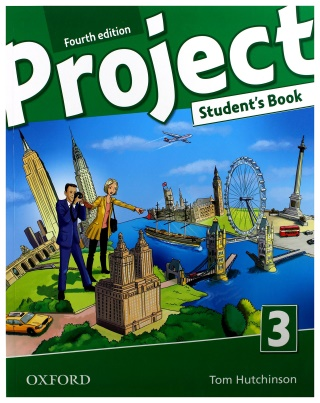 Fourth edition
Project
Student's Book
3
OXFORD
Tom Hutchinson